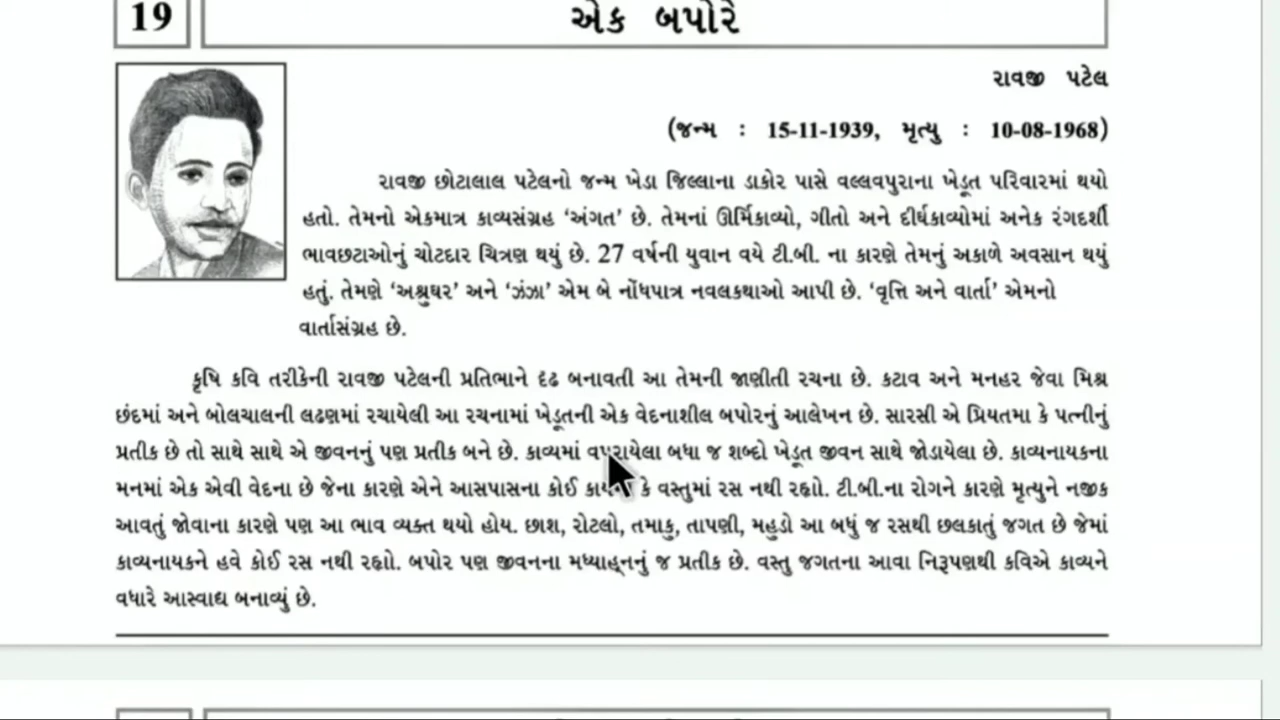 19
એક બપોરે
રાવજી પટેલ
(જન્મ : 15-11-1939, મૃત્યુ : 10-08-1968)
રાવજી છોટાલાલ પટેલનો જન્મ ખેડા જિલ્લાના ડાકોર પાસે વલ્લવપુરાના ખેડૂત પરિવારમાં થયો
હતો. તેમનો એકમાત્ર કાવ્યસંગ્રહ ‘અંગત’ છે. તેમનાં ઊર્મિકાવ્યો, ગીતો અને દીર્ઘકાવ્યોમાં અનેક રંગદર્શી
ભાવછટાઓનું ચોટદાર ચિત્રણ થયું છે. 27 વર્ષની યુવાન વયે ટી.બી. ના કારણે તેમનું અકાળે અવસાન થયું
હતું. તેમણે ‘અશ્રુઘર’ અને ‘ઝંઝા’ એમ બે નોંધપાત્ર નવલકથાઓ આપી છે. ‘વૃત્તિ અને વાર્તા’ એમનો
વાર્તાસંગ્રહ છે.
કૃષિ કવિ તરીકેની રાવજી પટેલની પ્રતિભાને દૃઢ બનાવતી આ તેમની જાણીતી રચના છે. કટાવ અને મનહર જેવા મિશ્ર
છંદમાં અને બોલચાલની લઢણમાં રચાયેલી આ રચનામાં ખેડૂતની એક વેદનાશીલ બપોરનું આલેખન છે. સારસી એ પ્રિયતમા કે પત્નીનું
પ્રતીક છે તો સાથે સાથે એ જીવનનું પણ પ્રતીક બને છે. કાવ્યમાં વપરાયેલા બધા જ શબ્દો ખેડૂત જીવન સાથે જોડાયેલા છે. કાવ્યનાયકના
મનમાં એક એવી વેદના છે જેના કારણે એને આસપાસના કોઈ કે વસ્તુમાં રસ નથી રહ્યો. ટી.બી.ના રોગને કારણે મૃત્યુને નજીક
આવતું જોવાના કારણે પણ આ ભાવ વ્યક્ત થયો હોય. છાશ, રોટલો, તમાકુ, તાપણી, મહુડો આ બધું જ રસથી છલકાતું જગત છે જેમાં
કાવ્યનાયકને હવે કોઈ રસ નથી રહ્યો. બપોર પણ જીવનના મધ્યાહ્નનું જ પ્રતીક છે. વસ્તુ જગતના આવા નિરૂપણથી કવિએ કાવ્યને
વધારે આસ્વાદ્ય બનાવ્યું છે.